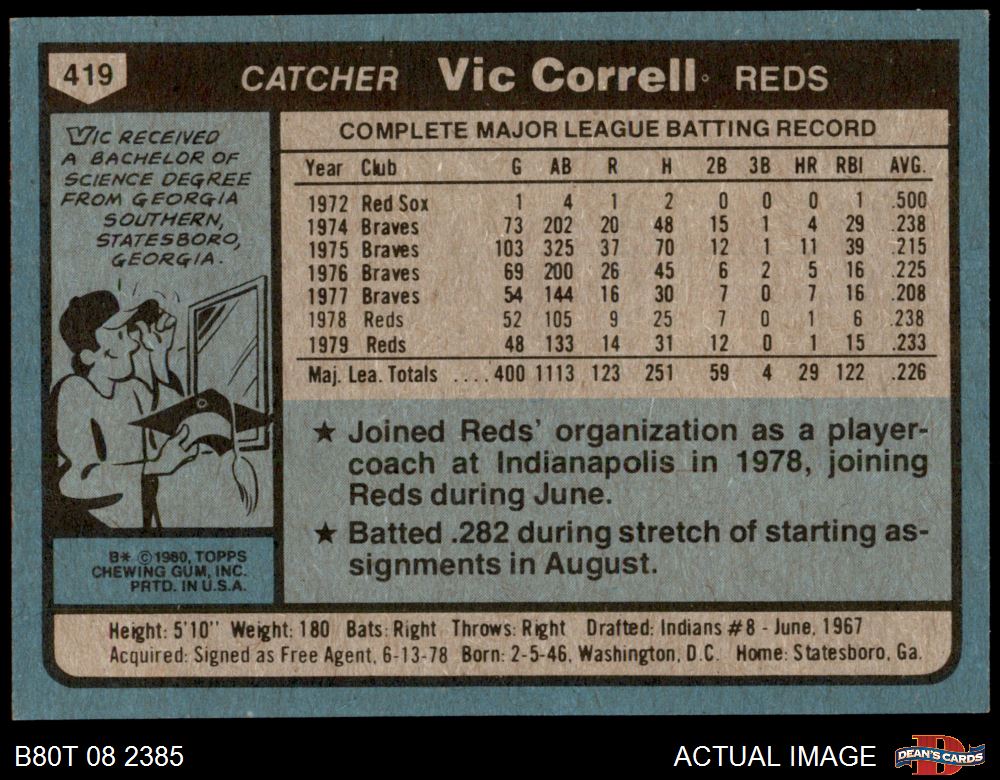 419
CATCHER Vic Correll REDS
VIC RECEIVED
A BACHELOR OF
SCIENCE DEGREE
FROM GEORGIA
SOUTHERN,
STATESBORO,
GEORGIA.
COMPLETE MAJOR LEAGUE BATTING RECORD
Year Club G AB R H 2B 3B HR RBI AVG.
1972 Red Sox 1 4 1 2 0 0 0 1 .500
1974 Braves 73 202 20 48 15 1 4 29 .238
1975 Braves 103 325 37 70 12 1 11 39 .215
1976 Braves 69 200 26 45 6 2 5 16 .225
1977 Braves 54 144 16 30 7 0 7 16 .208
1978 Reds 52 105 9 25 7 0 1 6 .238
1979 Reds 48 133 14 31 12 0 1 15 .233
Maj. Lea. Totals ....400 1113 123 251 59 4 29 122 .226
★ Joined Reds' organization as a player-
coach at Indianapolis in 1978, joining
Reds during June.
★ Batted .282 during stretch of starting as-
signments in August.
B* © 1980, TOPPS
CHEWING GUM, INC.
PRTD. IN U.S.A.
Height: 5'10" Weight: 180 Bats: Right Throws: Right Drafted: Indians #8 - June, 1967
Acquired: Signed as Free Agent, 6-13-78 Born: 2-5-46, Washington, D.C. Home: Statesboro, Ga.
B80T 08 2385
ACTUAL IMAGE
DEAN'S CARDS